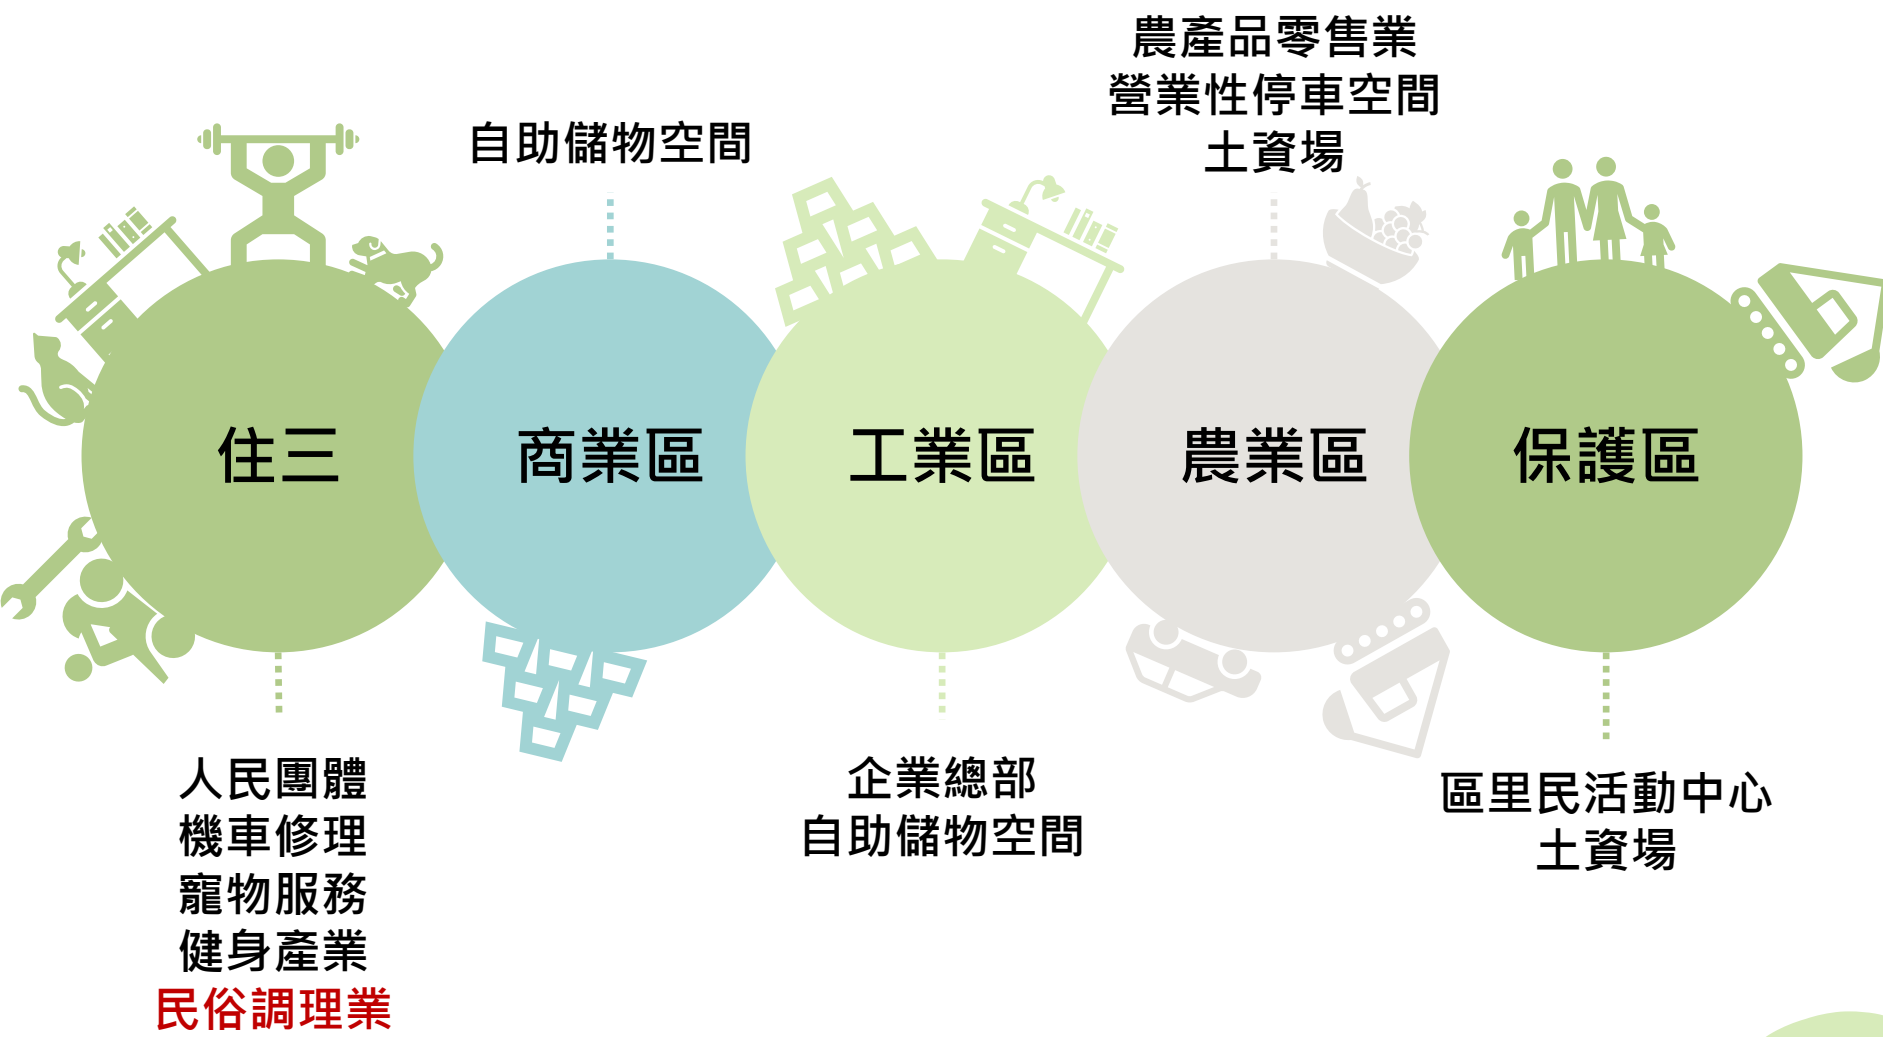 農產品零售業
營業性停車空間
土資場
自助儲物空間
住三
商業區
工業區
農業區
保護區
人民團體
機車修理
寵物服務
健身產業
民俗調理業
企業總部
自助儲物空間
區里民活動中心
土資場